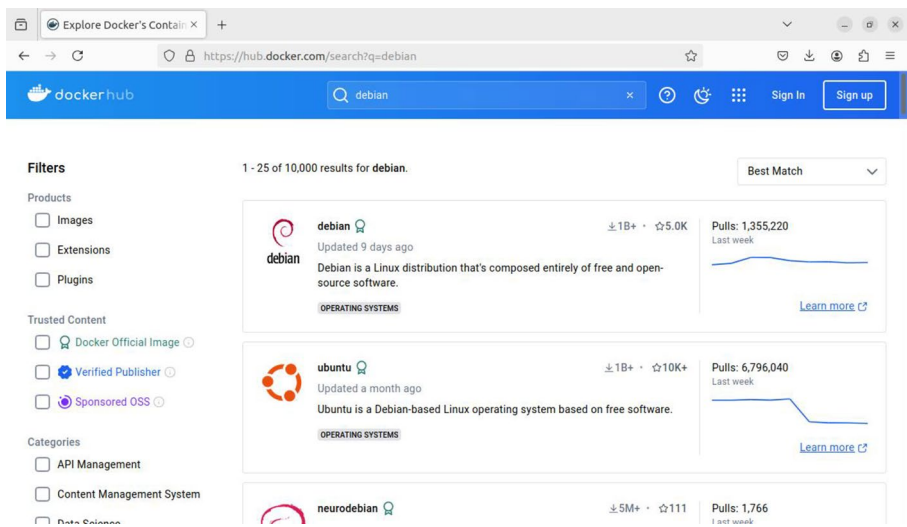 Explore Docker's Contain
https://hub.docker.com/search?q=debian
dockerhub
debian
Sign In
Sign up
Filters
1 - 25 of 10,000 results for debian.
Best Match
Products
Images
Extensions
Plugins
Trusted Content
Docker Official Image
Verified Publisher
Sponsored OSS
Categories
API Management
Content Management System
Data Science
debian
debian
1B+ • 5.0K
Updated 9 days ago
Debian is a Linux distribution that's composed entirely of free and open-
source software.
OPERATING SYSTEMS
Pulls: 1,355,220
Last week
Learn more
ubuntu
1B+ • 10K+
Updated a month ago
Ubuntu is a Debian-based Linux operating system based on free software.
OPERATING SYSTEMS
Pulls: 6,796,040
Last week
Learn more
neurodebian
5M+ • 111
Pulls: 1,766
Last week